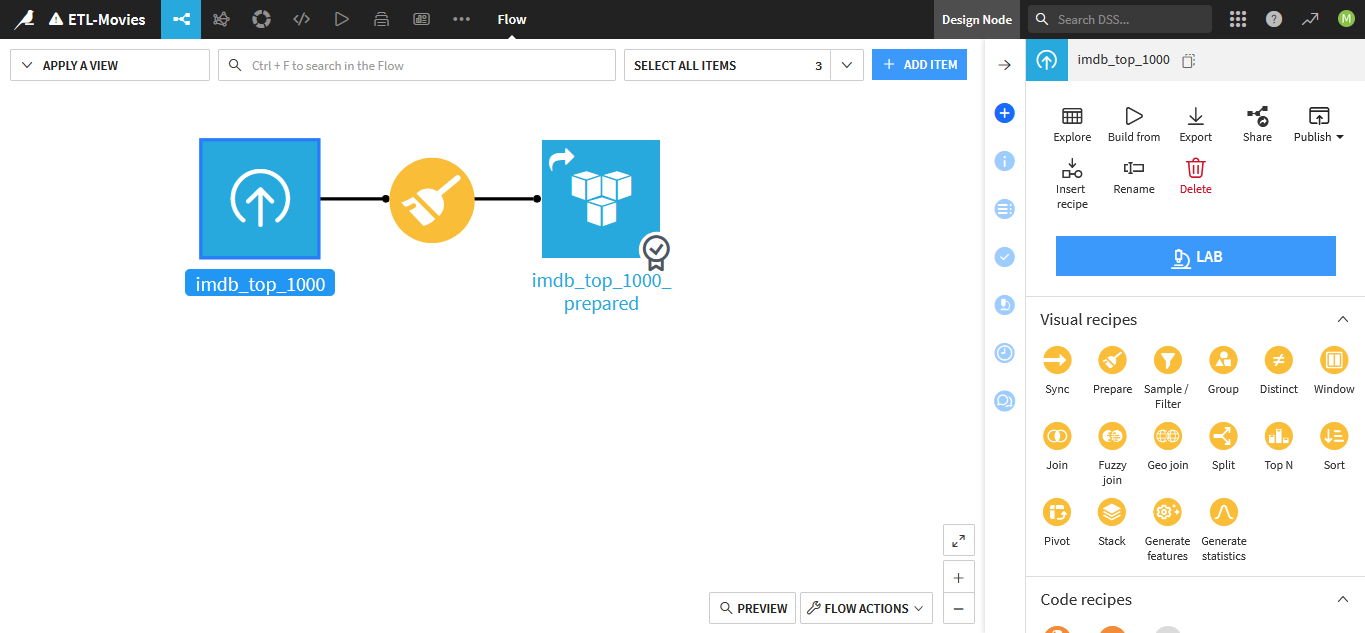 ETL-Movies
Flow
Design Node
Search DSS...
?
M
APPLY A VIEW
Ctrl + F to search in the Flow
SELECT ALL ITEMS 3
+ ADD ITEM
imdb_top_1000
imdb_top_1000_
prepared
PREVIEW
FLOW ACTIONS
imdb_top_1000
Explore
Build from
Export
Share
Publish
Insert
recipe
Rename
Delete
LAB
Visual recipes
Sync
Prepare
Sample /
Filter
Group
Distinct
Window
Join
Fuzzy
join
Geo join
Split
Top N
Sort
Pivot
Stack
Generate
features
Generate
statistics
Code recipes